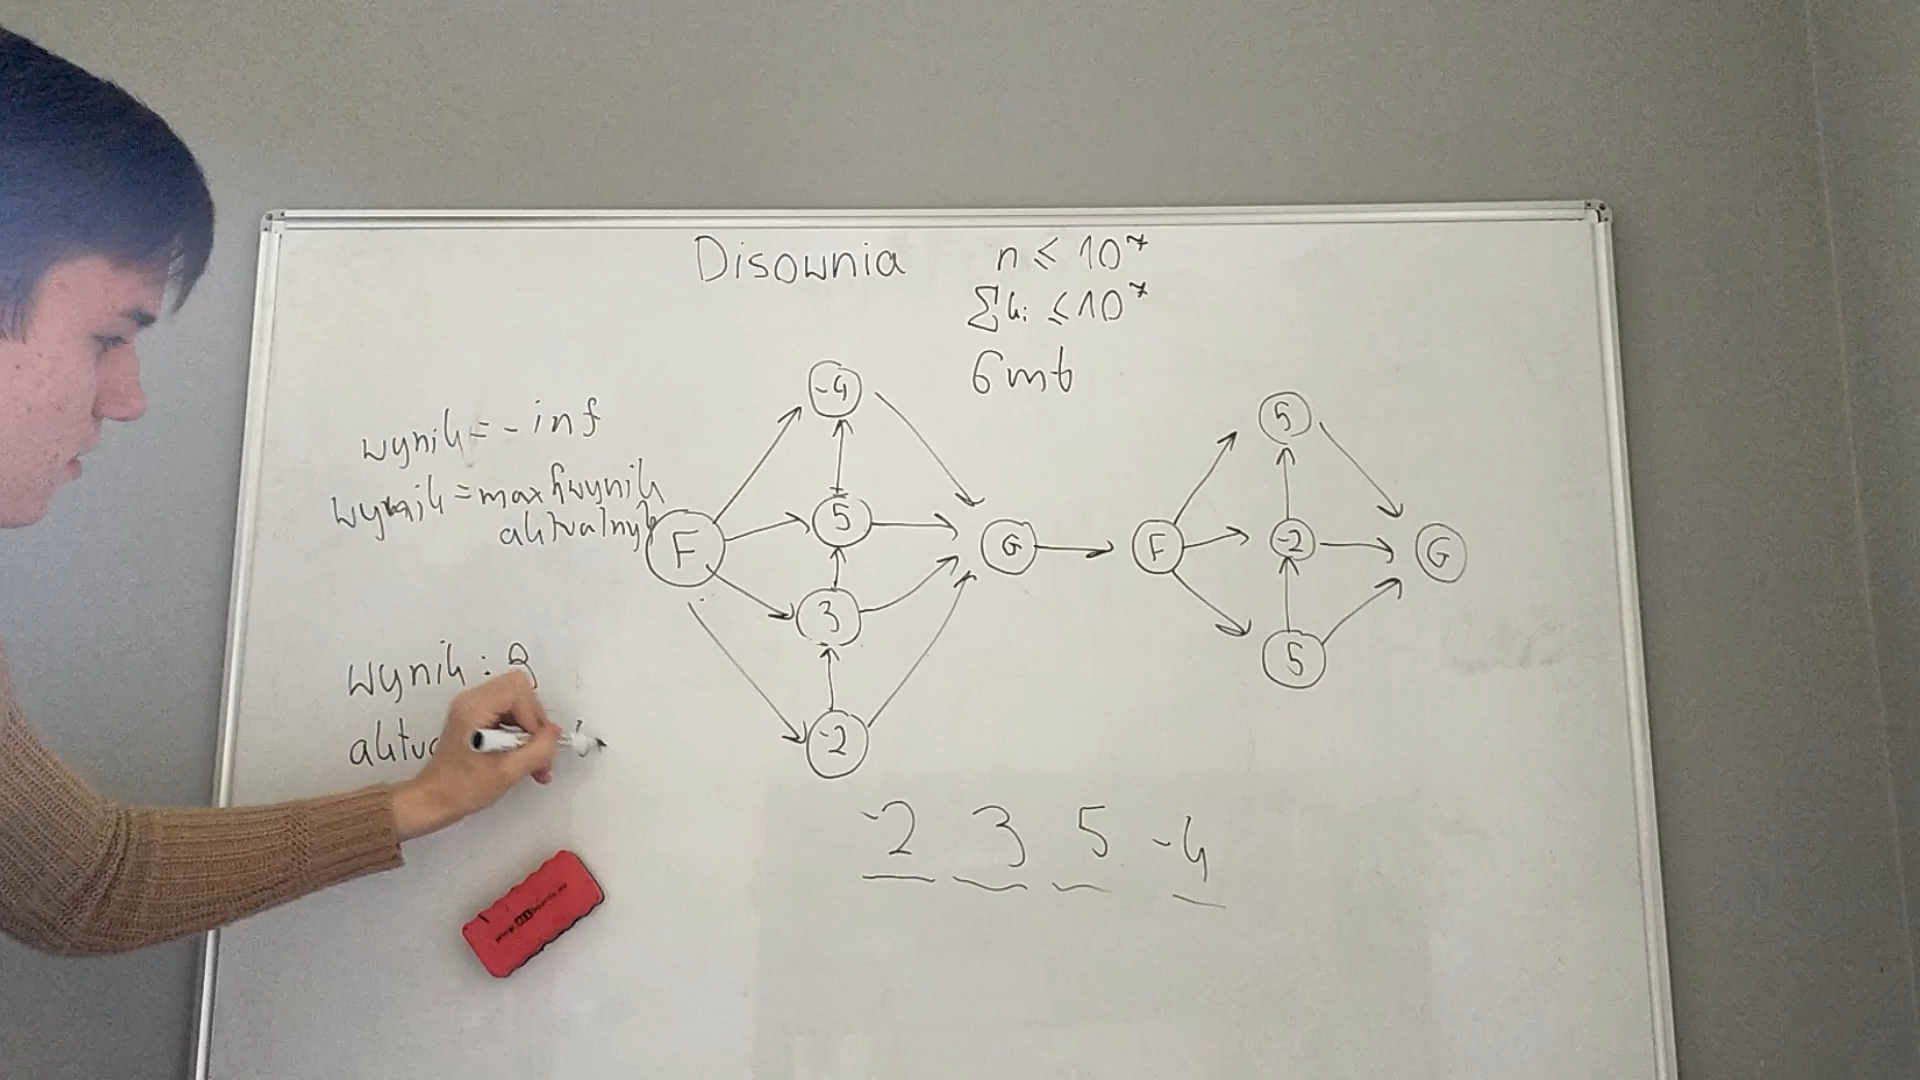 Disownia n ≤ 10⁷
∑ki ≤ 10⁷
6mb
wynik = -inf
wynik = max{wynik
aktualny}
-4
5
F
G
3
-2
5
F
-2
G
5
wynik: 8
-2 3 5 -4